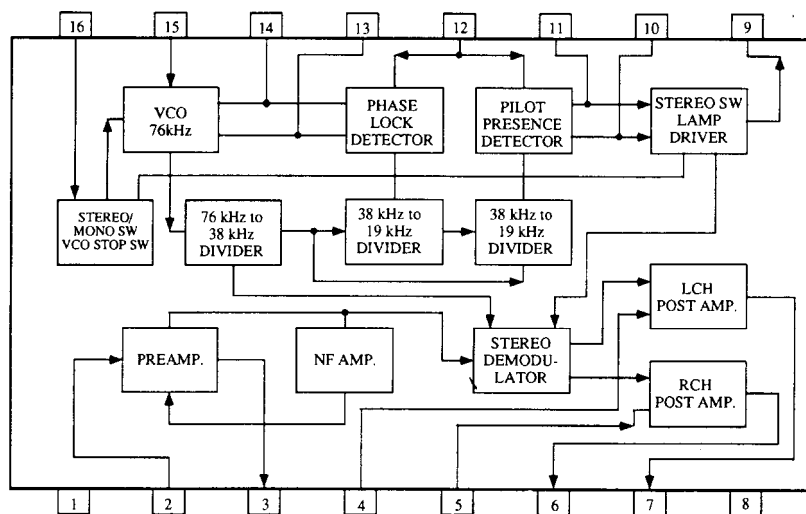 16
15
14
13
12
11
10
9
VCO
76kHz
PHASE
LOCK
DETECTOR
PILOT
PRESENCE
DETECTOR
STEREO SW
LAMP
DRIVER
STEREO/
MONO SW
VCO STOP SW
76 kHz to
38 kHz
DIVIDER
38 kHz to
19 kHz
DIVIDER
38 kHz to
19 kHz
DIVIDER
LCH
POST AMP.
PREAMP.
NF AMP.
STEREO
DEMODU-
LATOR
RCH
POST AMP.
1
2
3
4
5
6
7
8